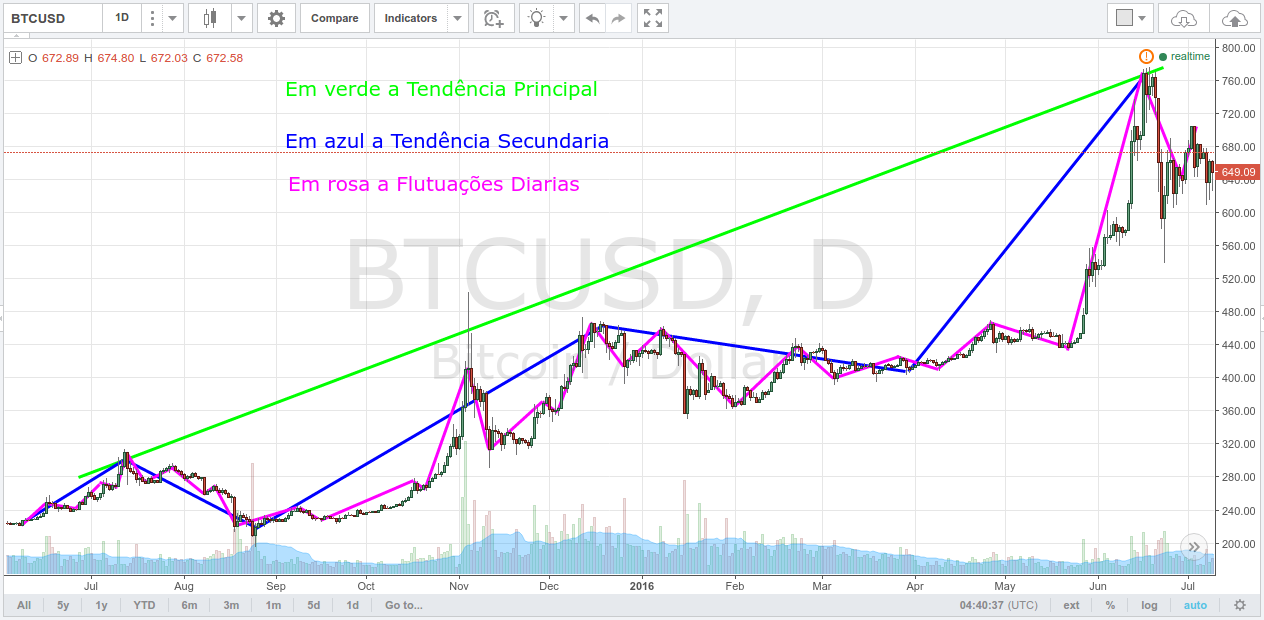 BTCUSD 1D Compare Indicators
O 672.89 H 674.80 L 672.03 C 672.58
realtime
Em verde a Tendência Principal
Em azul a Tendência Secundaria
Em rosa a Flutuações Diarias
BTCUSD, D
Bitcoin / Dollar
800.00
760.00
720.00
680.00
649.09
640.00
600.00
560.00
520.00
480.00
440.00
400.00
360.00
320.00
280.00
240.00
200.00
Jul Aug Sep Oct Nov Dec 2016 Feb Mar Apr May Jun Jul
All 5y 1y YTD 6m 3m 1m 5d 1d Go to... 04:40:37 (UTC) ext % log auto